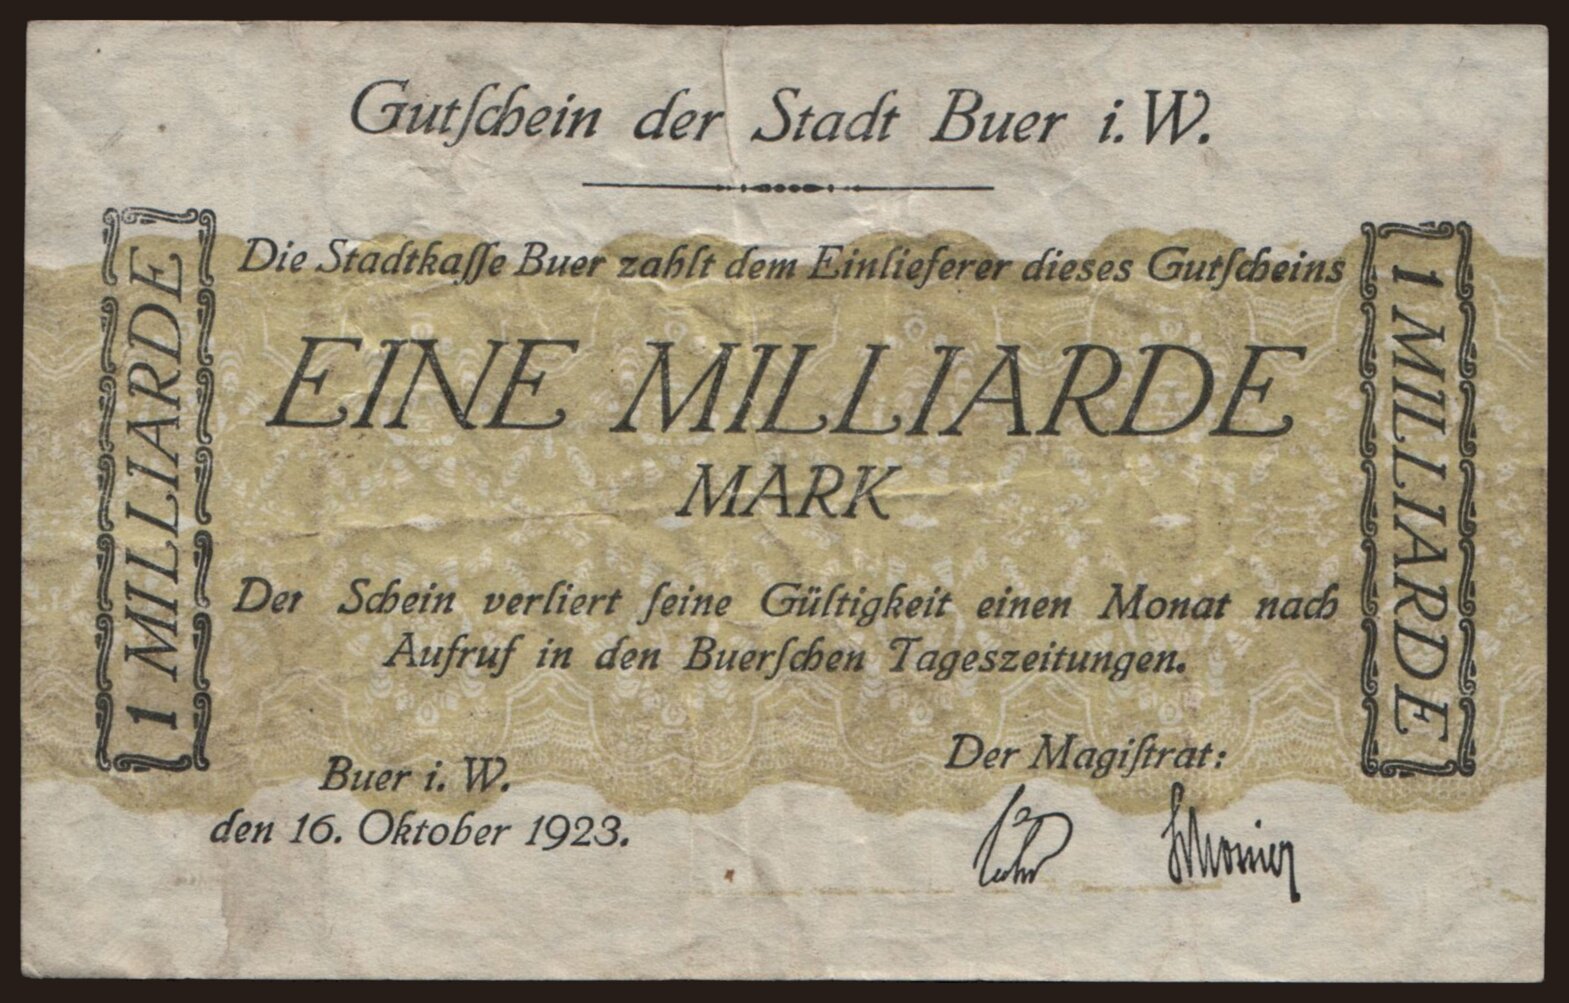 Gutſchein der Stadt Buer i. W.
1 MILLIARDE
Die Stadtkaſſe Buer zahlt dem Einlieferer dieses Gutſcheins
EINE MILLIARDE
MARK
Der Schein verliert ſeine Gültigkeit einen Monat nach
Aufruf in den Buerſchen Tageszeitungen.
Buer i. W.
den 16. Oktober 1923.
Der Magiſtrat:
1 MILLIARDE